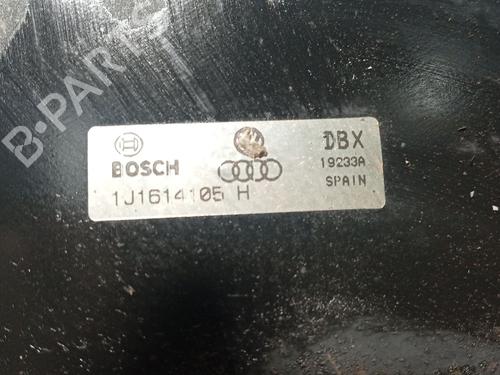 B-PARTS
BOSCH
DBX
19233A
SPAIN
1J1614105 H